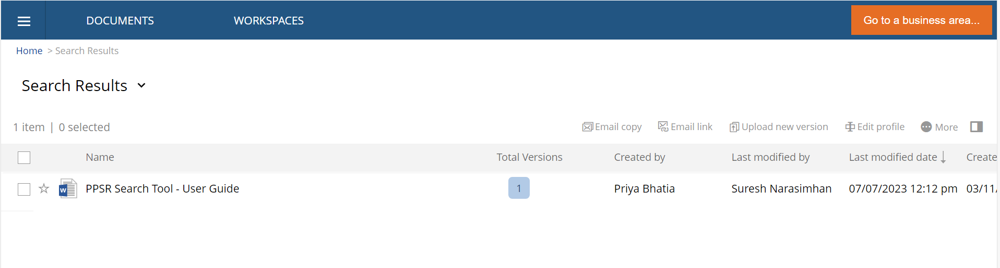 DOCUMENTS WORKSPACES Go to a business area...
Home > Search Results
Search Results
1 item | 0 selected Email copy Email link Upload new version Edit profile More
Name Total Versions Created by Last modified by Last modified date Create
W PPSR Search Tool - User Guide 1 Priya Bhatia Suresh Narasimhan 07/07/2023 12:12 pm 03/11/